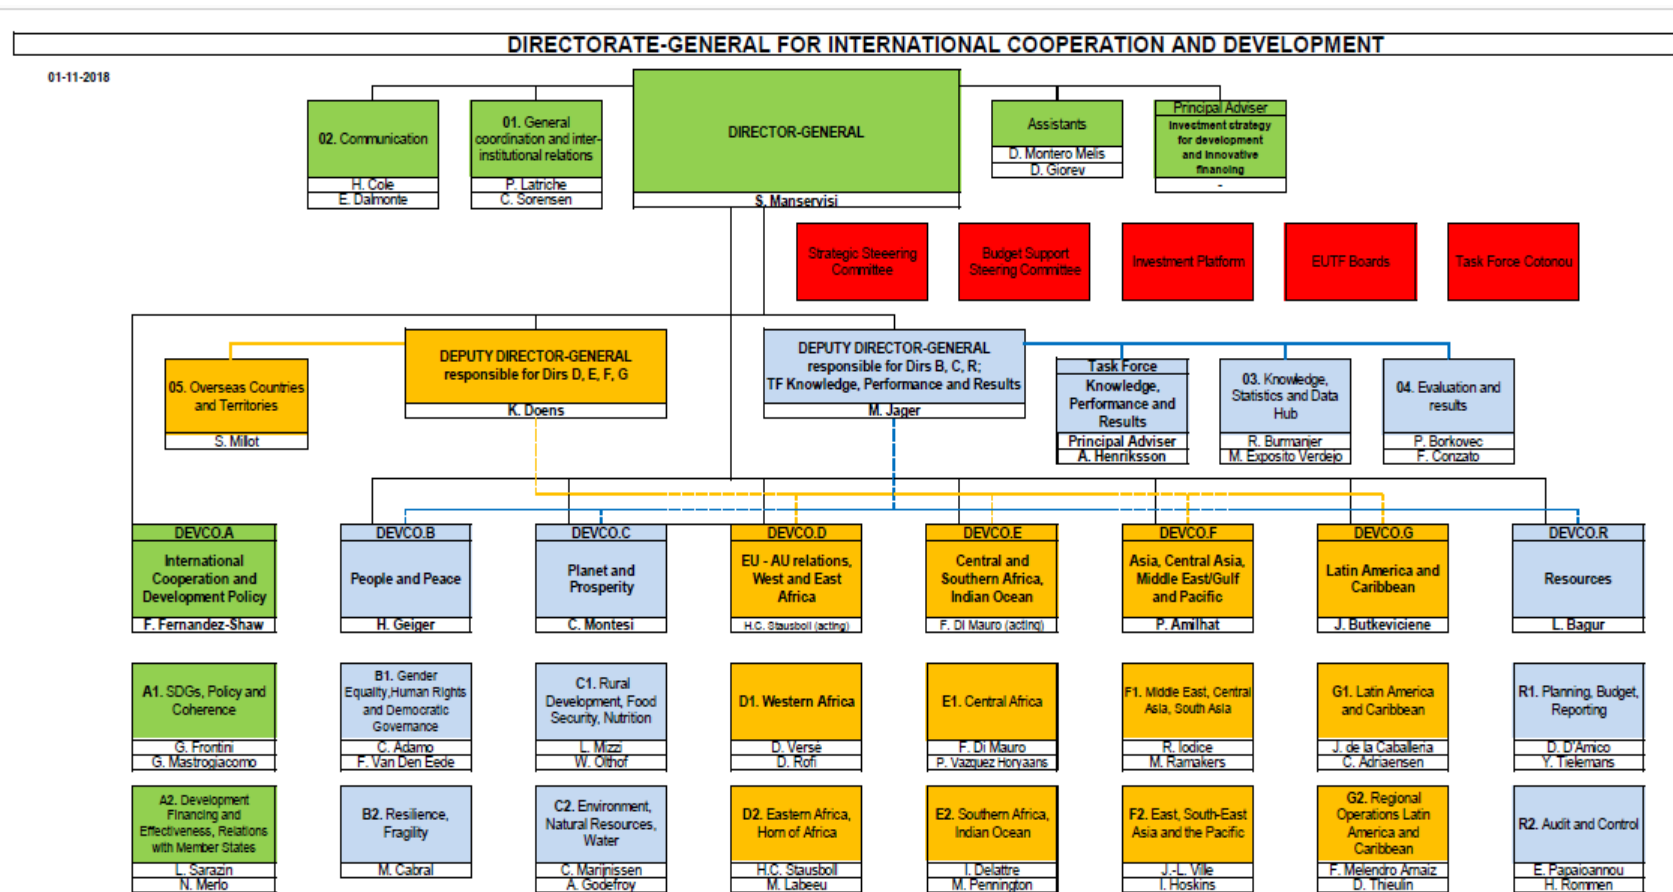 DIRECTORATE-GENERAL FOR INTERNATIONAL COOPERATION AND DEVELOPMENT
01-11-2018
02. Communication
H. Cole
E. Dalmonte
01. General
coordination and inter-
institutional relations
P. Latriche
C. Sorensen
DIRECTOR-GENERAL
S. Manservisi
Assistants
D. Montero Melis
D. Giorev
Principal Adviser
Investment strategy
for development
and innovative
financing
-
Strategic Steeering
Committee
Budget Support
Steering Committee
Investment Platform
EUTF Boards
Task Force Cotonou
05. Overseas Countries
and Territories
S. Millot
DEPUTY DIRECTOR-GENERAL
responsible for Dirs D, E, F, G
K. Doens
DEPUTY DIRECTOR-GENERAL
responsible for Dirs B, C, R;
TF Knowledge, Performance and Results
M. Jager
Task Force
Knowledge,
Performance and
Results
Principal Adviser
A. Henriksson
03. Knowledge,
Statistics and Data
Hub
R. Burmanjer
M. Exposito Verdejo
04. Evaluation and
results
P. Borkovec
F. Conzato
DEVCO.A
International
Cooperation and
Development Policy
F. Fernandez-Shaw
DEVCO.B
People and Peace
H. Geiger
DEVCO.C
Planet and
Prosperity
C. Montesi
DEVCO.D
EU - AU relations,
West and East
Africa
H.C. Stausboll (acting)
DEVCO.E
Central and
Southern Africa,
Indian Ocean
F. Di Mauro (acting)
DEVCO.F
Asia, Central Asia,
Middle East/Gulf
and Pacific
P. Amilhat
DEVCO.G
Latin America and
Caribbean
J. Butkeviciene
DEVCO.R
Resources
L. Bagur
A1. SDGs, Policy and
Coherence
G. Frontini
G. Mastrogiacomo
B1. Gender
Equality,Human Rights
and Democratic
Governance
C. Adamo
F. Van Den Eede
C1. Rural
Development, Food
Security, Nutrition
L. Mizzi
W. Olthof
D1. Western Africa
D. Versé
D. Rofi
E1. Central Africa
F. Di Mauro
P. Vazquez Horyaans
F1. Middle East, Central
Asia, South Asia
R. Iodice
M. Ramakers
G1. Latin America
and Caribbean
J. de la Caballeria
C. Adriaensen
R1. Planning, Budget,
Reporting
D. D'Amico
Y. Tielemans
A2. Development
Financing and
Effectiveness, Relations
with Member States
L. Sarazin
N. Merlo
B2. Resilience,
Fragility
M. Cabral
C2. Environment,
Natural Resources,
Water
C. Marijnissen
A. Godefroy
D2. Eastern Africa,
Horn of Africa
H.C. Stausboll
M. Labeeu
E2. Southern Africa,
Indian Ocean
I. Delattre
M. Pennington
F2. East, South-East
Asia and the Pacific
J.-L. Ville
I. Hoskins
G2. Regional
Operations Latin
America and
Caribbean
F. Melendro Arnaiz
D. Thieulin
R2. Audit and Control
E. Papaioannou
H. Rommen